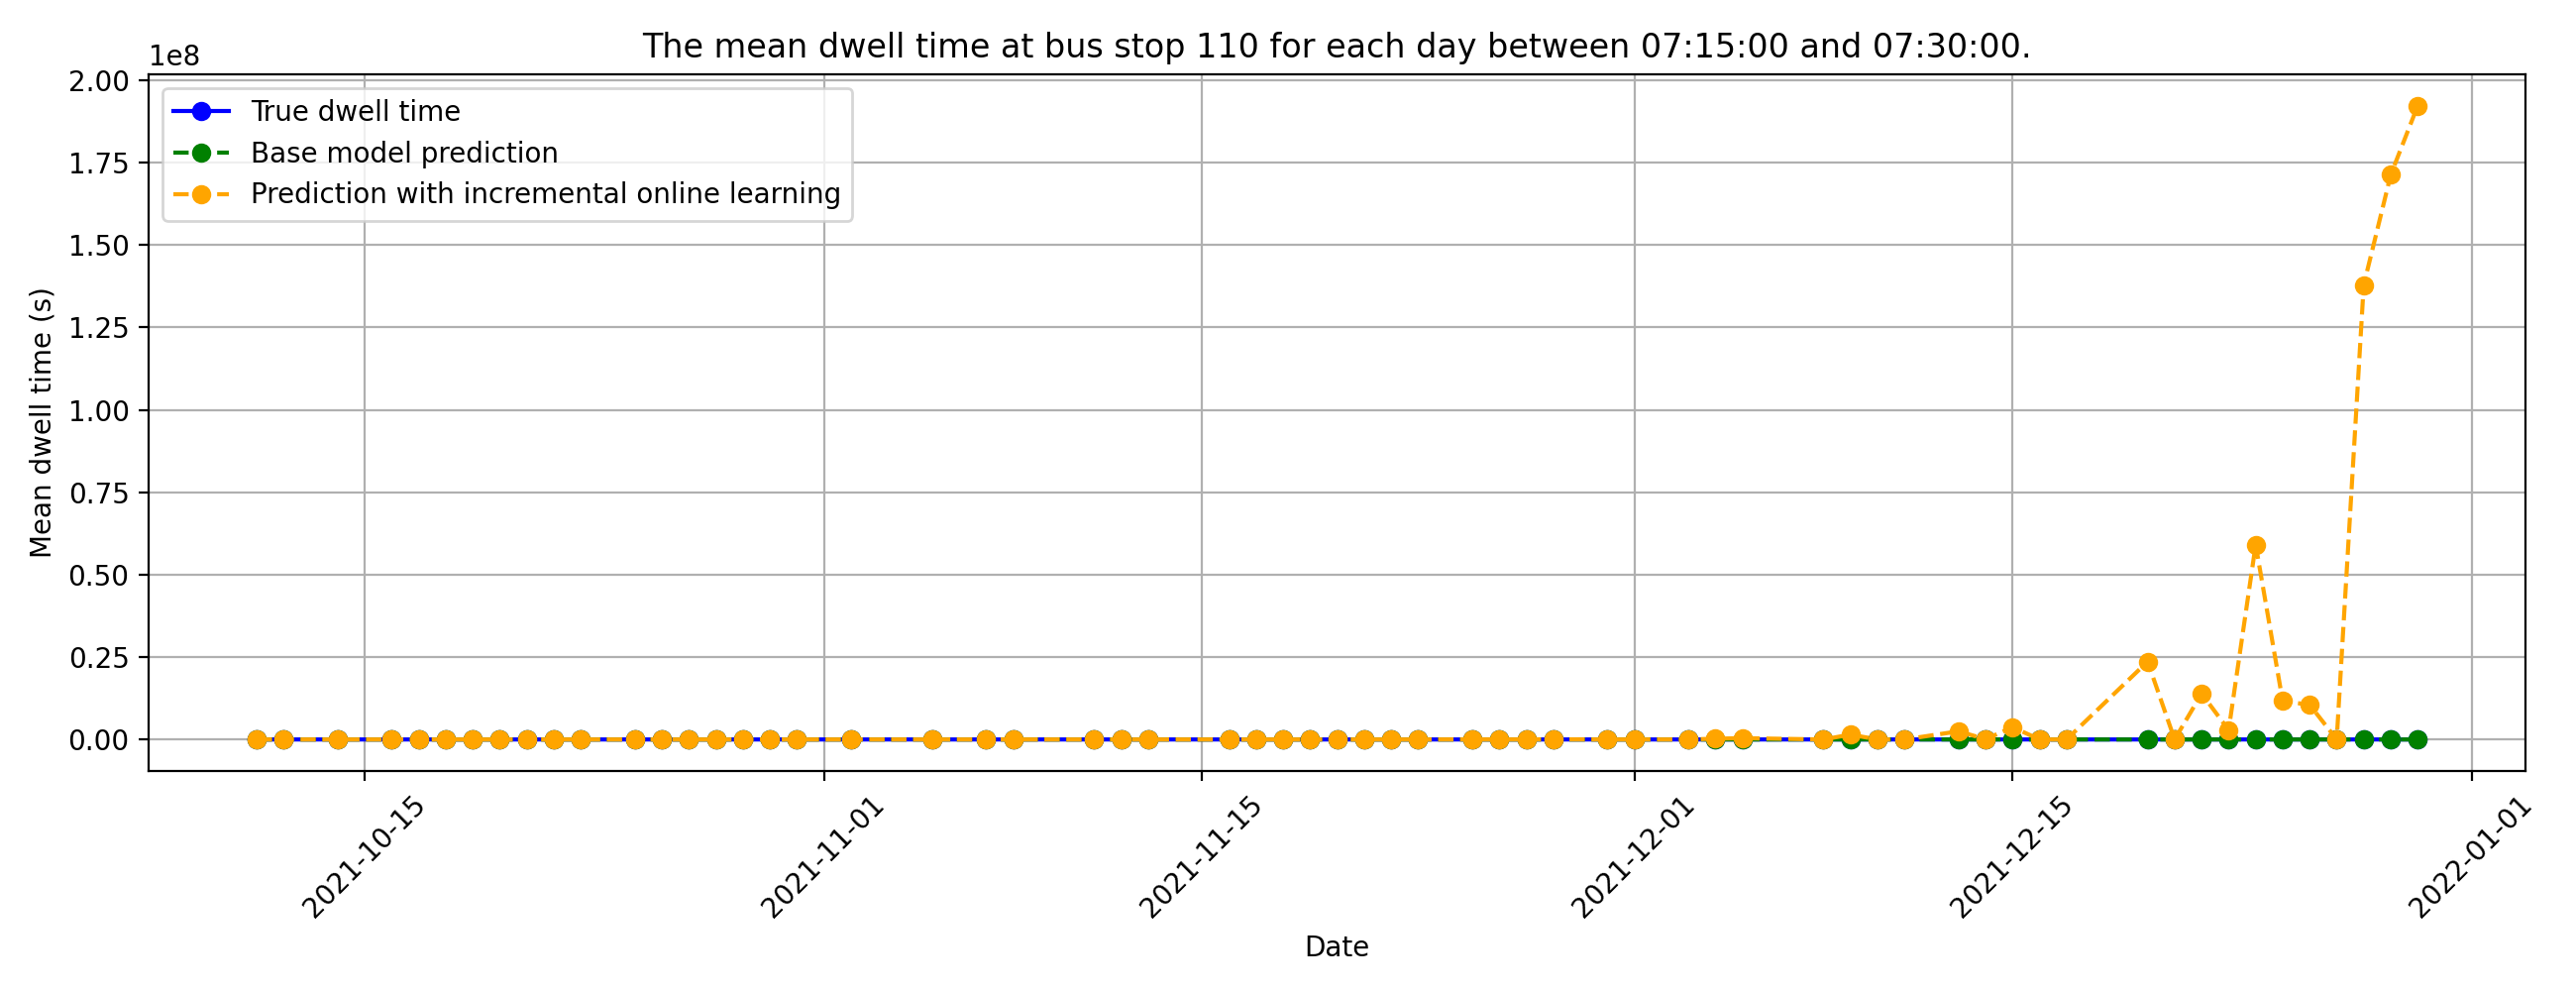 The mean dwell time at bus stop 110 for each day between 07:15:00 and 07:30:00.
1e8
2.00
1.75
1.50
1.25
1.00
0.75
0.50
0.25
0.00
Mean dwell time (s)
True dwell time
Base model prediction
Prediction with incremental online learning
2021-10-15
2021-11-01
2021-11-15
2021-12-01
2021-12-15
2022-01-01
Date